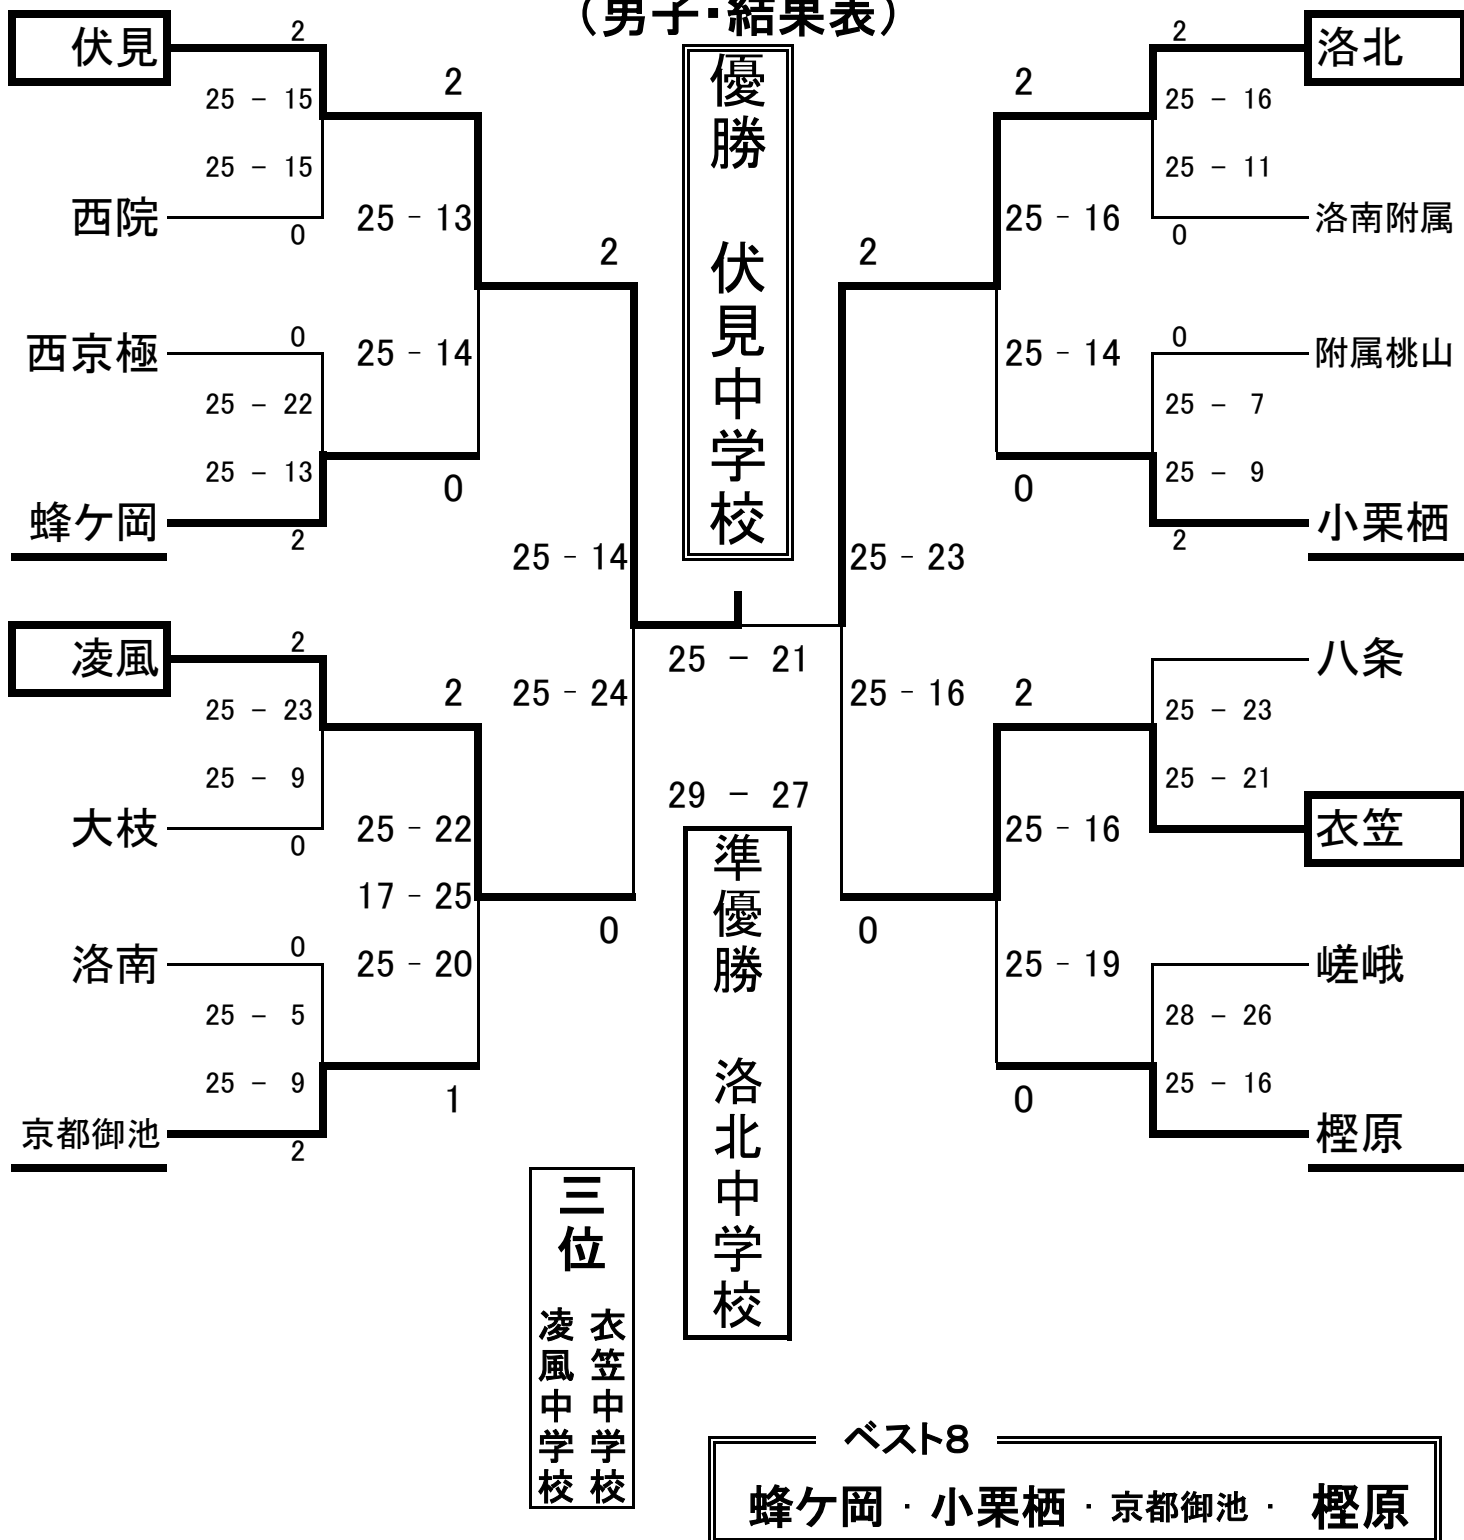 （男子・結果表）
優勝　伏見中学校
伏見
2
25 － 15
25 － 15
西院
0
2
25 － 13
25 － 14
0
西京極
0
25 － 22
25 － 13
蜂ケ岡
2
2
25 － 14
25 － 24
0
凌風
2
25 － 23
25 － 9
大枝
0
2
25 － 22
17 － 25
25 － 20
1
洛南
0
25 － 5
25 － 9
京都御池
2
25 － 21
29 － 27
洛北
2
25 － 16
25 － 11
洛南附属
0
2
25 － 16
25 － 14
0
附属桃山
0
25 － 7
25 － 9
小栗栖
2
2
25 － 23
25 － 16
0
八条
25 － 23
25 － 21
衣笠
2
25 － 16
25 － 19
0
嵯峨
28 － 26
25 － 16
樫原
準優勝　洛北中学校
三位
衣笠中学校
凌風中学校
ベスト８
蜂ケ岡 ・ 小栗栖 ・ 京都御池 ・ 樫原